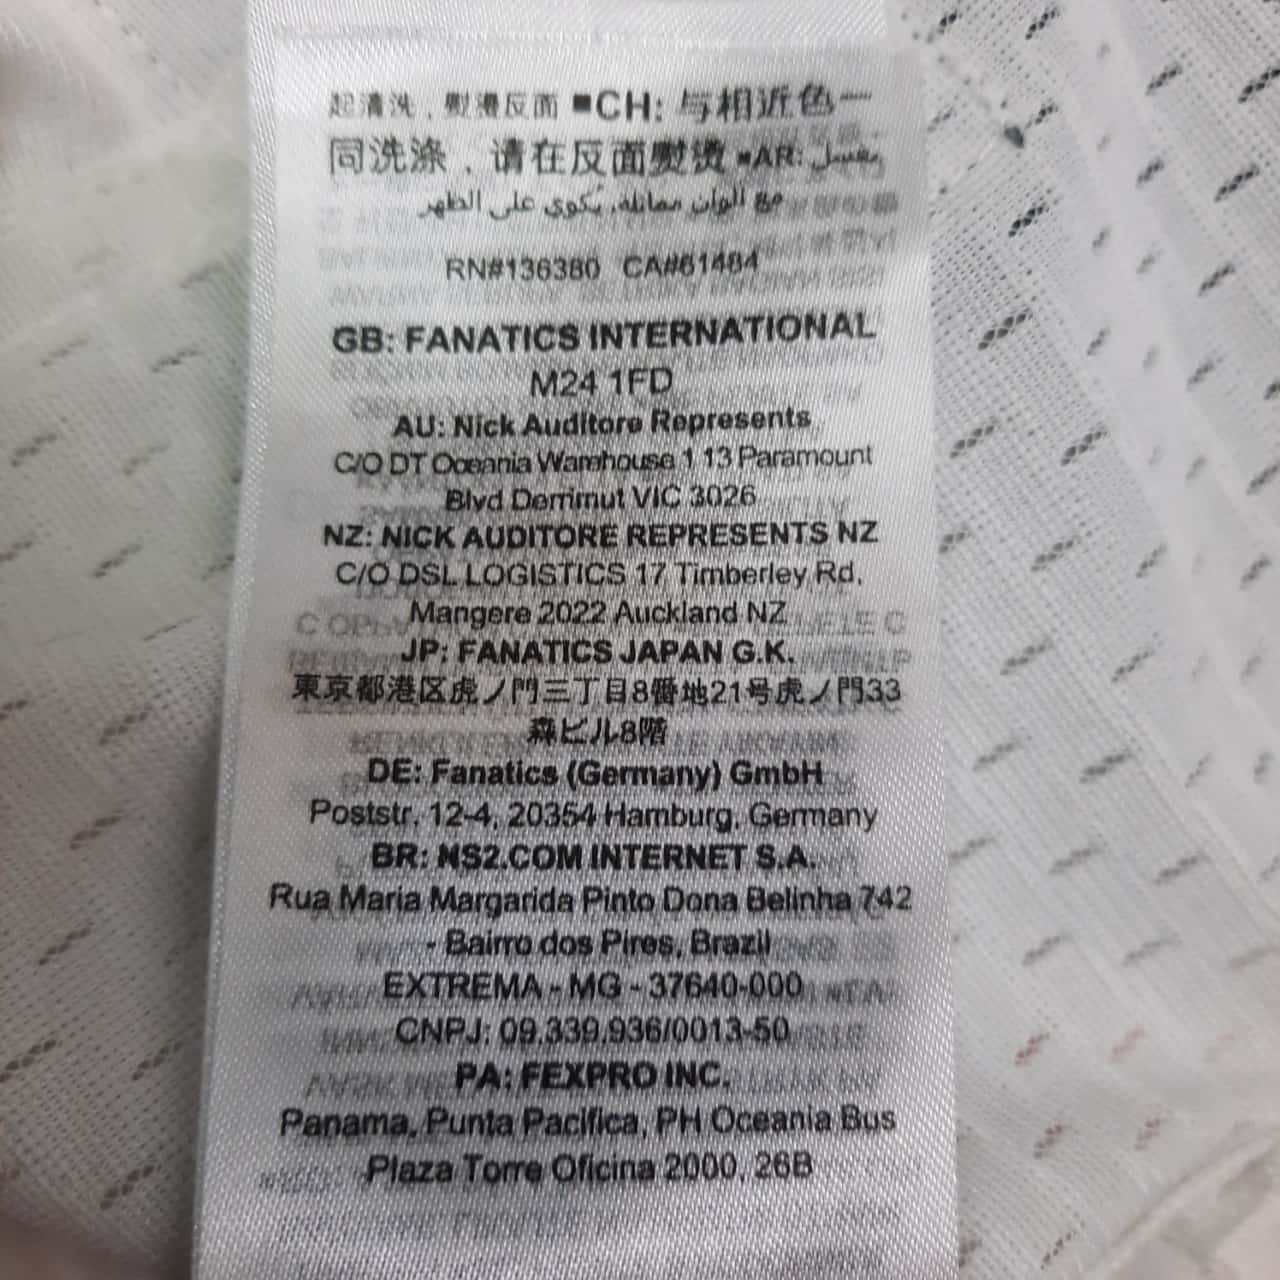 起清洗，熨燙反面 ■CH: 与相近色一
同洗涤，请在反面熨烫 ■AR: يغسل
مع ألوان مماثلة، يُكوى على الظهر
RN#136380 CA#61484
GB: FANATICS INTERNATIONAL
M24 1FD
AU: Nick Auditore Represents
C/O DT Oceania Warehouse 1 13 Paramount
Blvd Derrimut VIC 3026
NZ: NICK AUDITORE REPRESENTS NZ
C/O DSL LOGISTICS 17 Timberley Rd,
Mangere 2022 Auckland NZ
JP: FANATICS JAPAN G.K.
東京都港区虎ノ門三丁目8番地21号虎ノ門33
森ビル8階
DE: Fanatics (Germany) GmbH
Poststr. 12-4, 20354 Hamburg, Germany
BR: NS2.COM INTERNET S.A.
Rua Maria Margarida Pinto Dona Belinha 742
- Bairro dos Pires, Brazil
EXTREMA - MG - 37640-000
CNPJ: 09.339.936/0013-50
PA: FEXPRO INC.
Panama, Punta Pacifica, PH Oceania Bus
Plaza Torre Oficina 2000, 26B